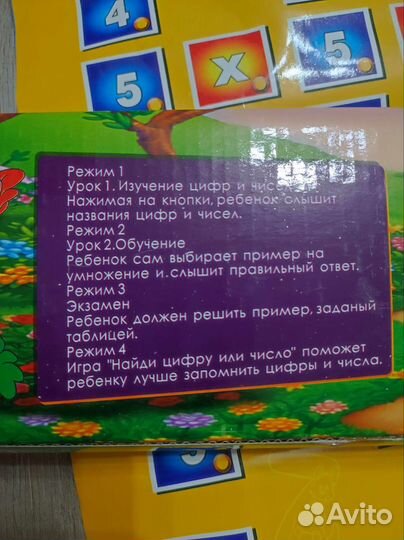 4
5 x 5
Режим 1
Урок 1. Изучение цифр и
Нажимая на кнопки, ребенок слышит
названия цифр и чисел.
Режим 2
Урок 2.Обучение
Ребенок сам выбирает пример на
умножение и слышит правильный ответ.
Режим 3
Экзамен
Ребенок должен решить пример, заданый
таблицей.
Режим 4
Игра "Найди цифру или число" поможет
ребенку лучше запомнить цифры и числа.
Avito